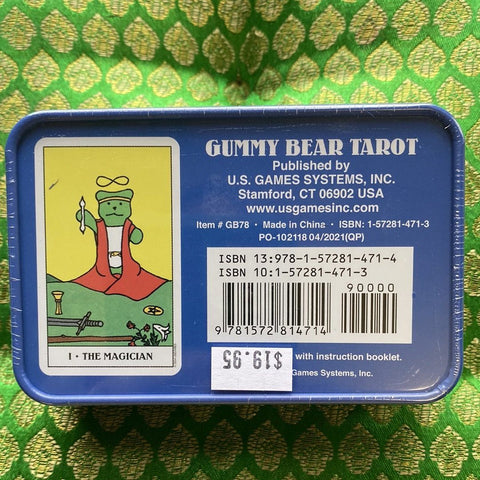 GUMMY BEAR TAROT
Published by
U.S. GAMES SYSTEMS, INC.
Stamford, CT 06902 USA
www.usgamesinc.com
Item # GB78 • Made in China • ISBN: 1-57281-471-3
PO-102118 04/2021(QP)
ISBN 13:978-1-57281-471-4
ISBN 10:1-57281-471-3
90000
9 781572 814714
I • THE MAGICIAN
$19.95
with instruction booklet.
Games Systems, Inc.